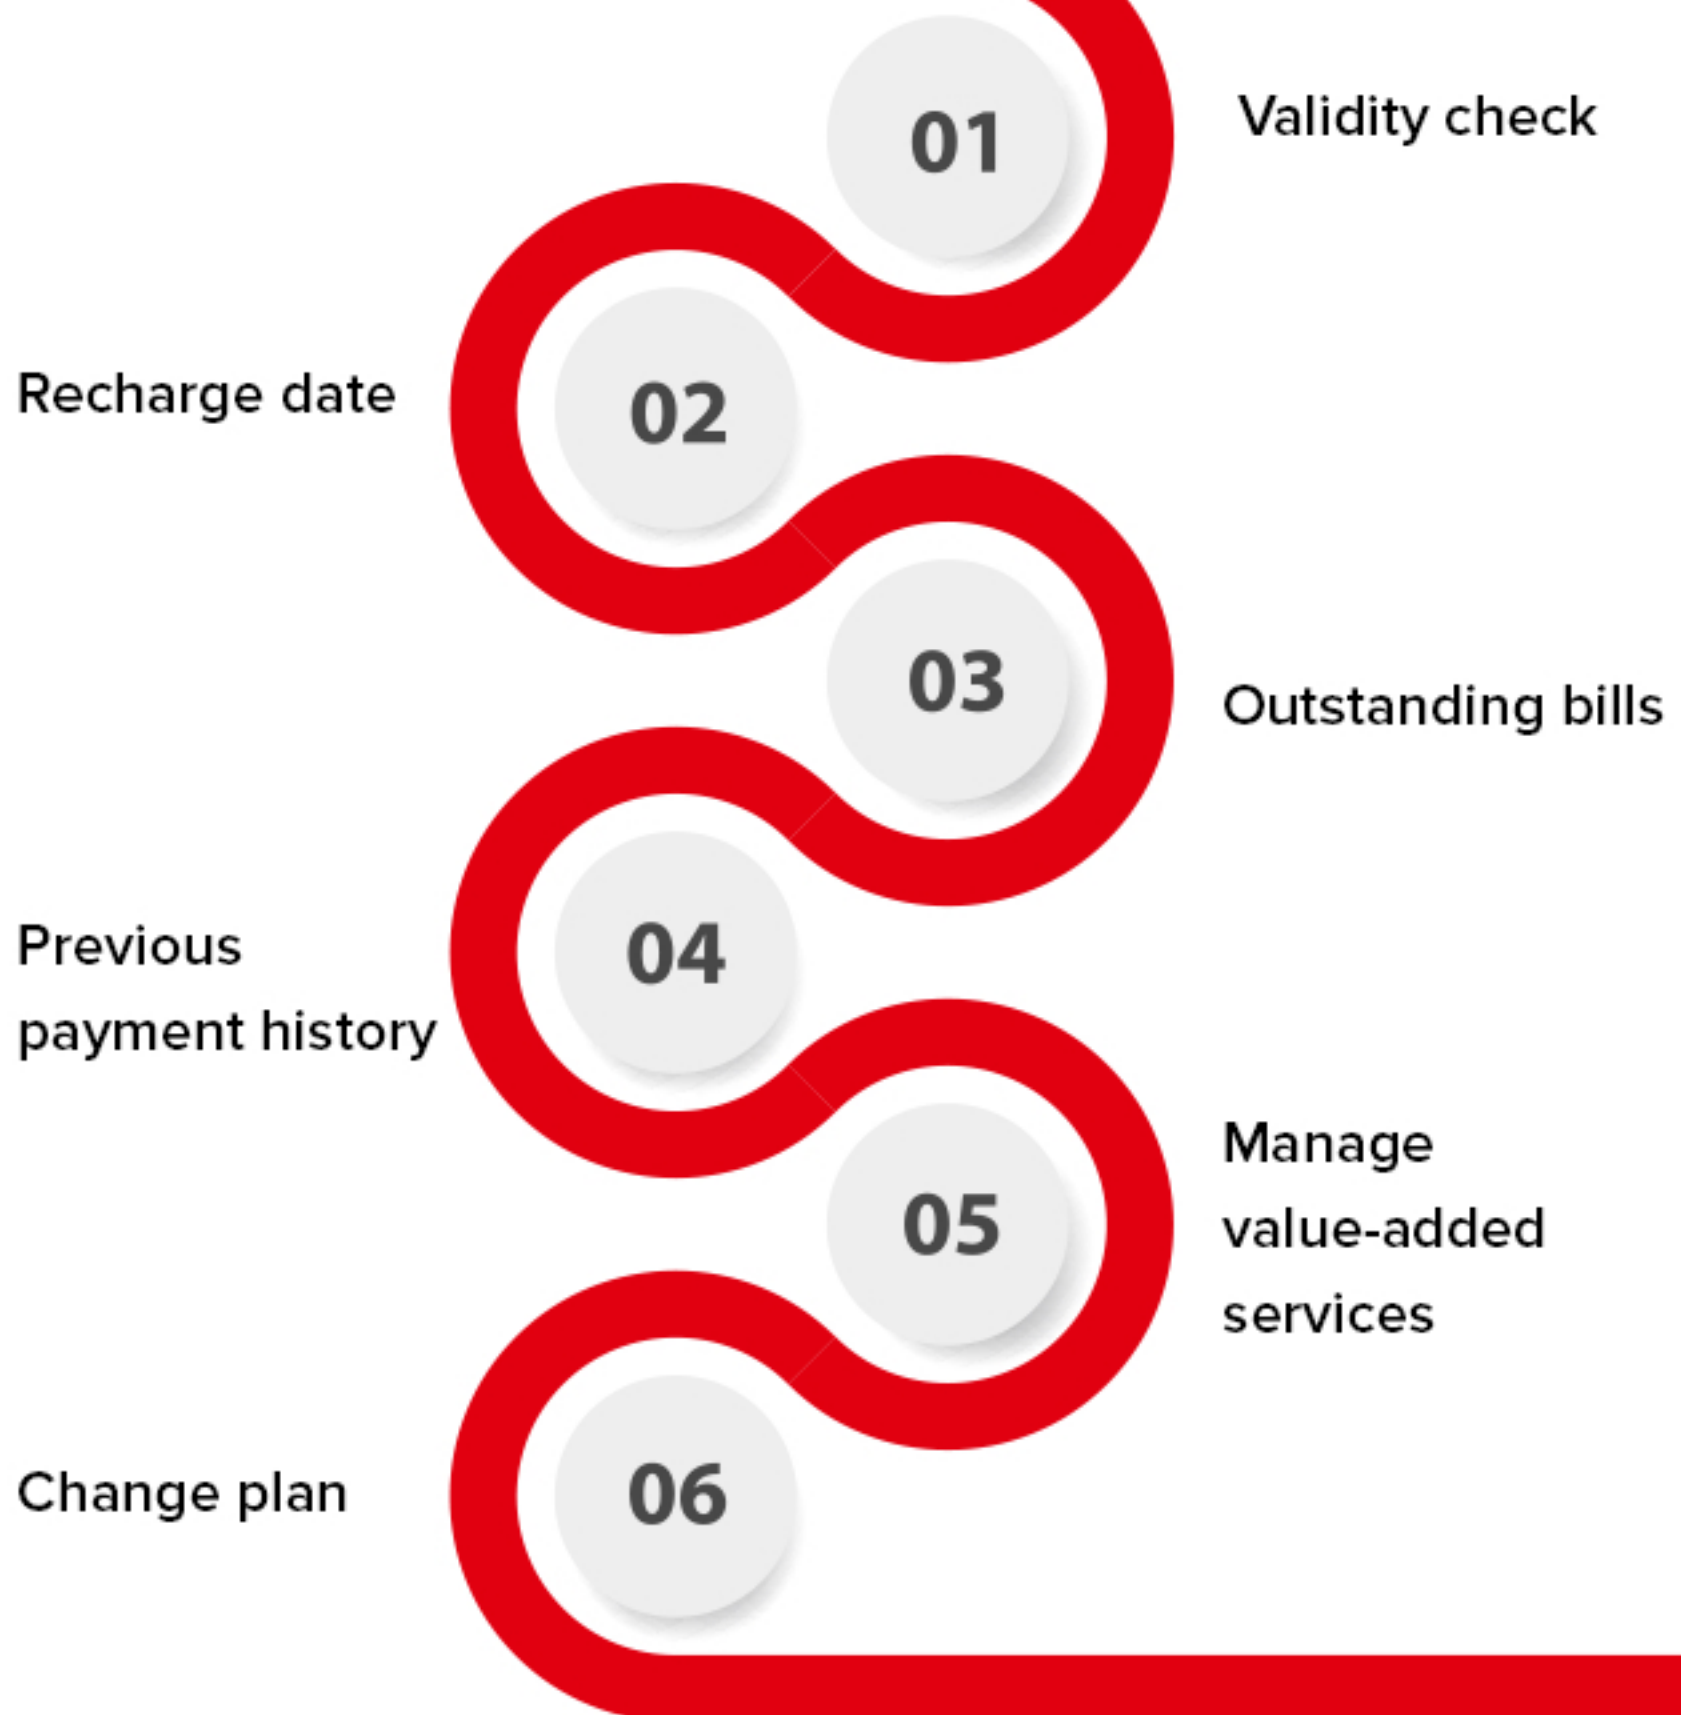 01
Validity check
Recharge date
02
03
Outstanding bills
Previous
payment history
04
05
Manage
value-added
services
Change plan
06